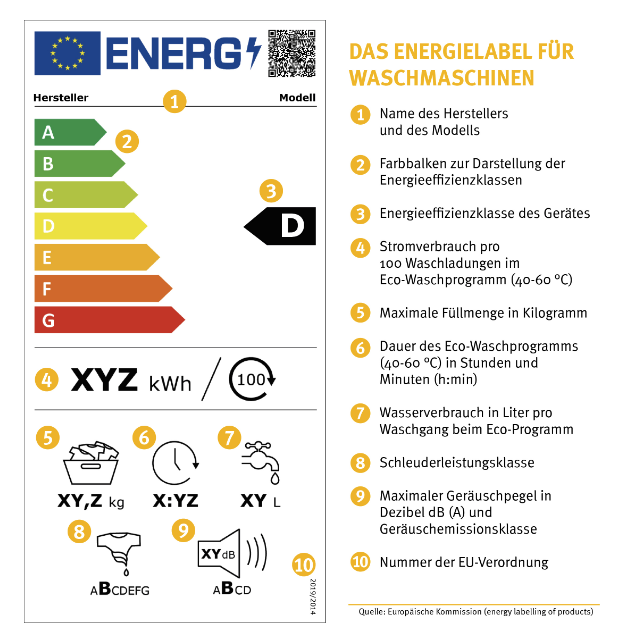 ENERG
Hersteller
Modell
1
A
2
B
C
3
D
D
E
F
G
4
XYZ kWh /
100
5
6
7
XY,Z kg
X:YZ
XY L
8
9
XY dB
10
ABCDEFG
ABCD
2019/2014
DAS ENERGIELABEL FÜR
WASCHMASCHINEN
1 Name des Herstellers
und des Modells
2 Farbbalken zur Darstellung der
Energieeffizienzklassen
3 Energieeffizienzklasse des Gerätes
4 Stromverbrauch pro
100 Waschladungen im
Eco-Waschprogramm (40-60 °C)
5 Maximale Füllmenge in Kilogramm
6 Dauer des Eco-Waschprogramms
(40-60 °C) in Stunden und
Minuten (h:min)
7 Wasserverbrauch in Liter pro
Waschgang beim Eco-Programm
8 Schleuderleistungsklasse
9 Maximaler Geräuschpegel in
Dezibel dB (A) und
Geräuschemissionsklasse
10 Nummer der EU-Verordnung
Quelle: Europäische Kommission (energy labelling of products)